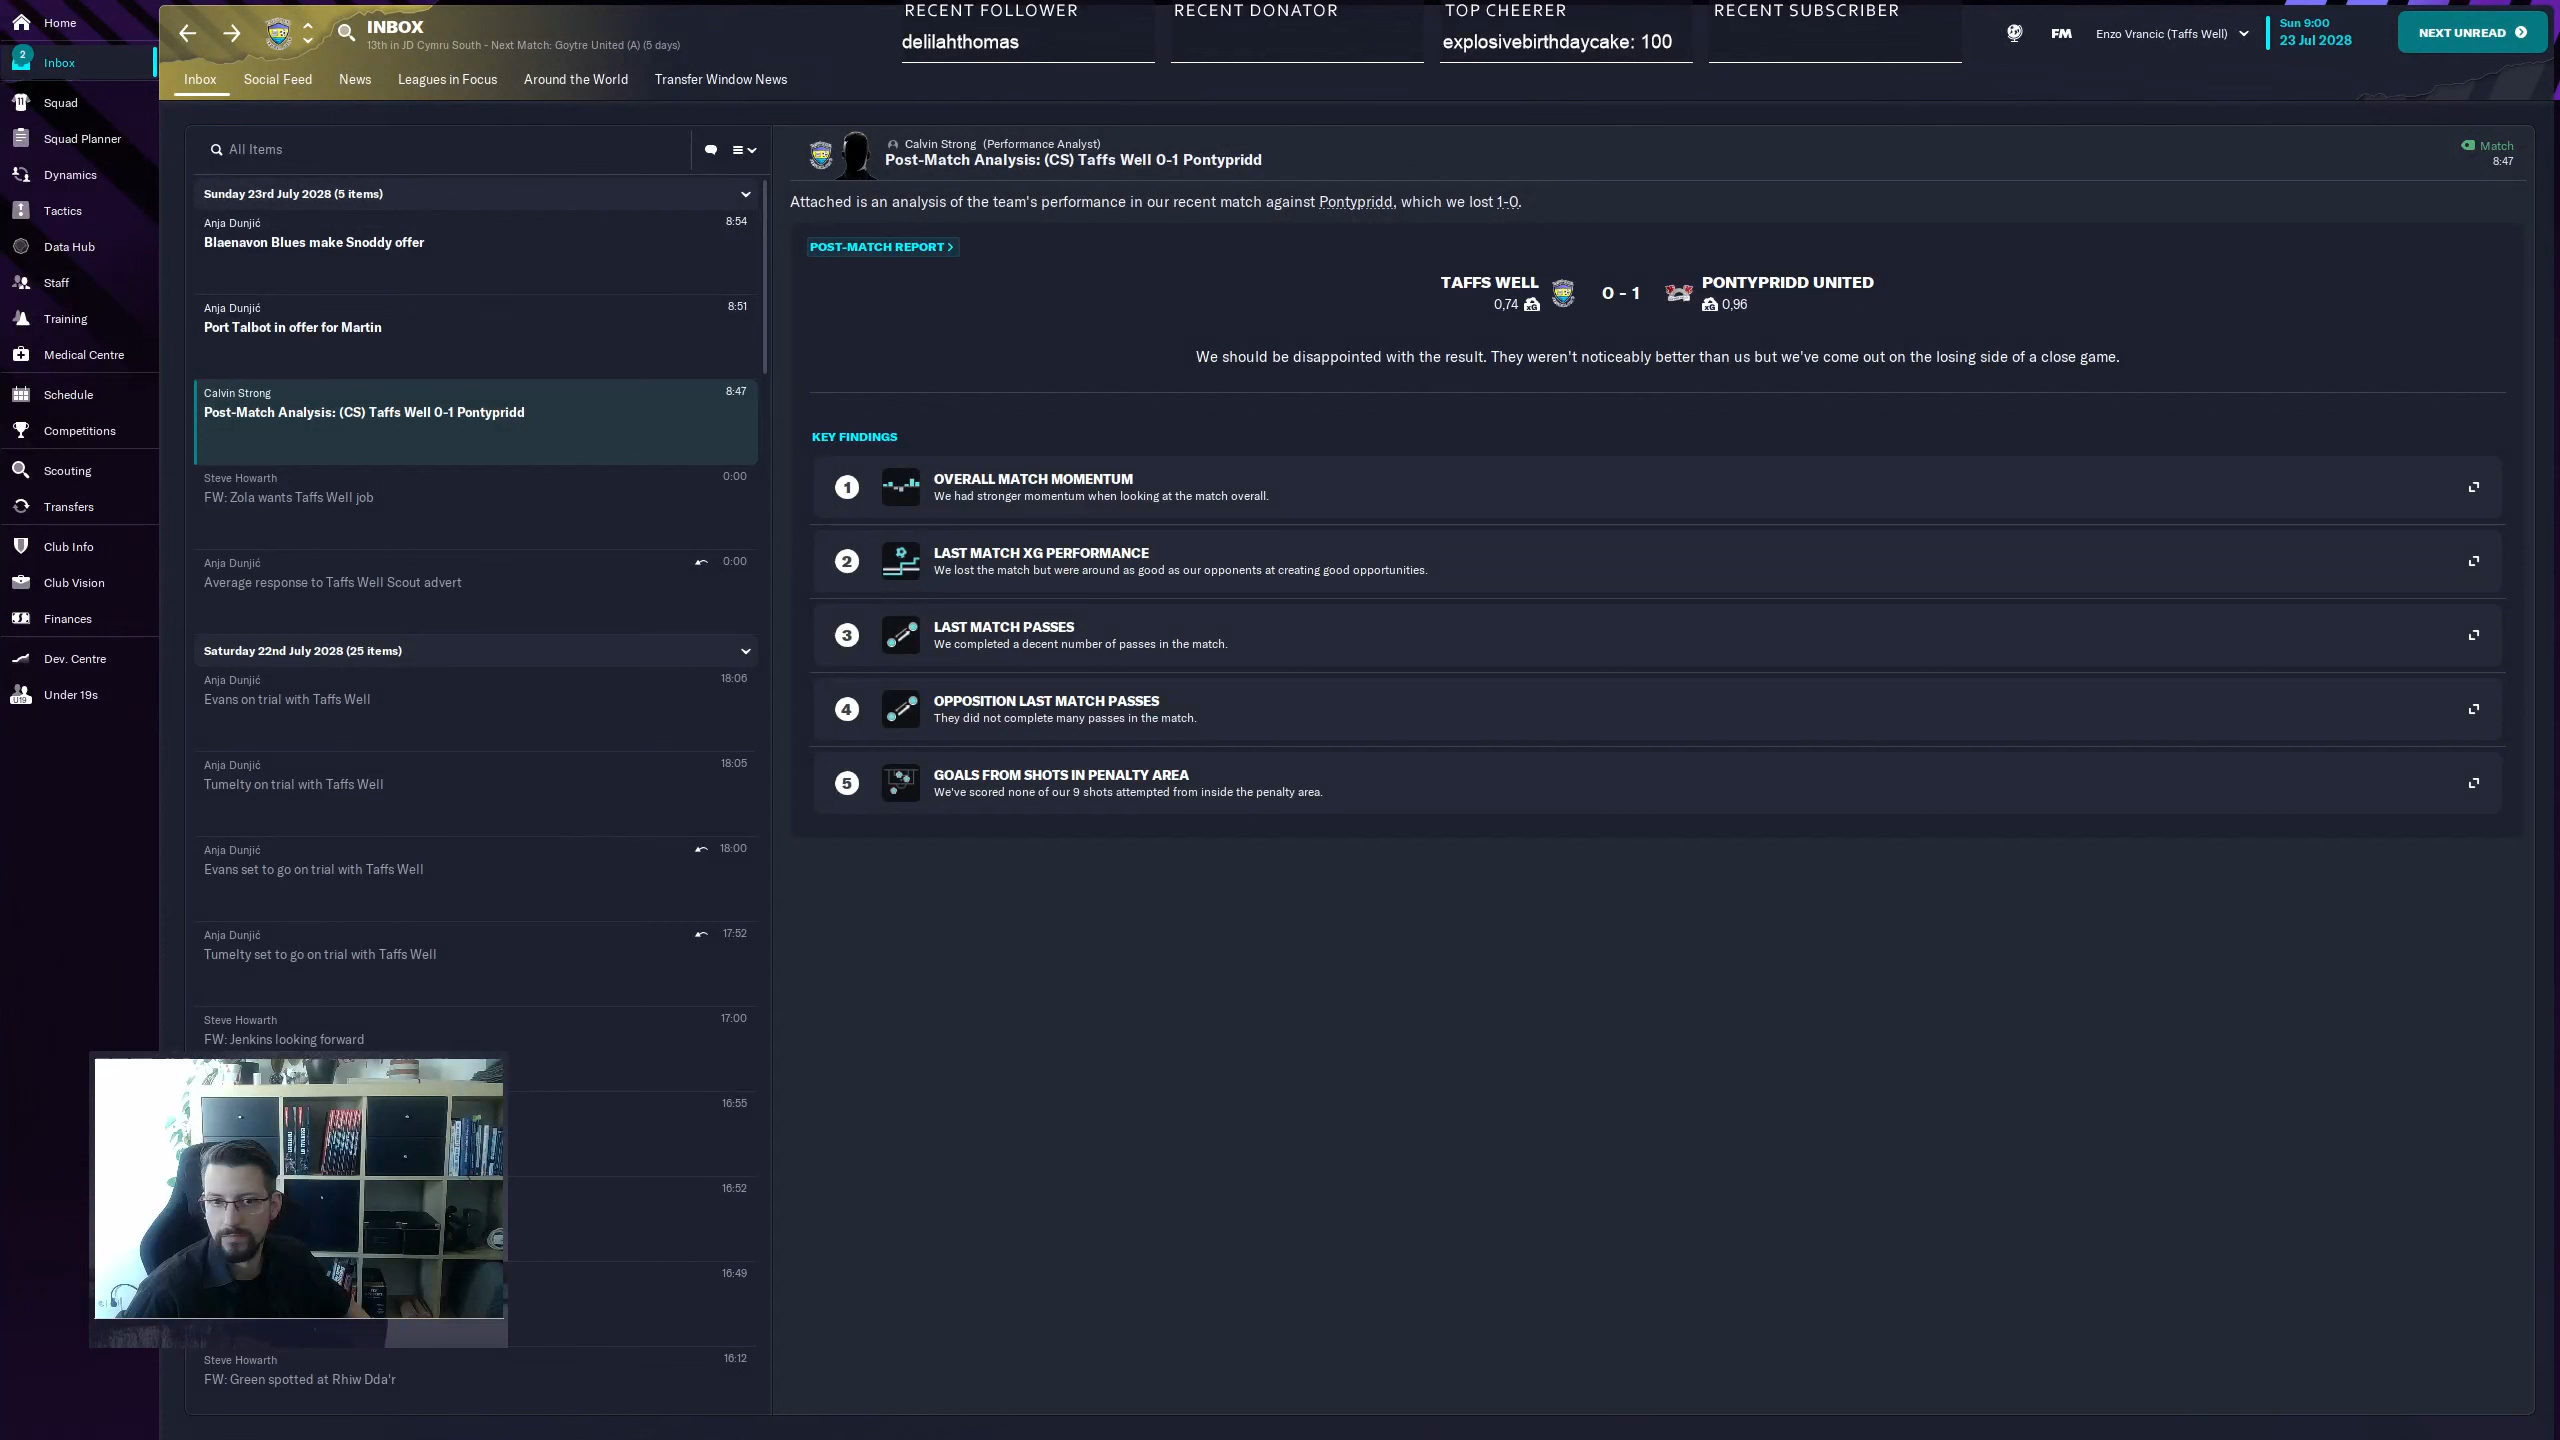 Home
2
Inbox
Squad
Squad Planner
Dynamics
Tactics
Data Hub
Staff
Training
Medical Centre
Schedule
Competitions
Scouting
Transfers
Club Info
Club Vision
Finances
Dev. Centre
U19
Under 19s
INBOX
13th in JD Cymru South - Next Match: Goytre United (A) (5 days)
RECENT FOLLOWER
delilahthomas
RECENT DONATOR
TOP CHEERER
explosivebirthdaycake: 100
RECENT SUBSCRIBER
FM
Enzo Vrancic (Taffs Well)
Sun 9:00
23 Jul 2028
NEXT UNREAD
Inbox Social Feed News Leagues in Focus Around the World Transfer Window News
All Items
Sunday 23rd July 2028 (5 items)
Anja Dunjić 8:54
Blaenavon Blues make Snoddy offer
Anja Dunjić 8:51
Port Talbot in offer for Martin
Calvin Strong 8:47
Post-Match Analysis: (CS) Taffs Well 0-1 Pontypridd
Steve Howarth 0:00
FW: Zola wants Taffs Well job
Anja Dunjić 0:00
Average response to Taffs Well Scout advert
Saturday 22nd July 2028 (25 items)
Anja Dunjić 18:06
Evans on trial with Taffs Well
Anja Dunjić 18:05
Tumelty on trial with Taffs Well
Anja Dunjić 18:00
Evans set to go on trial with Taffs Well
Anja Dunjić 17:52
Tumelty set to go on trial with Taffs Well
Steve Howarth 17:00
FW: Jenkins looking forward
16:55
16:52
16:49
Steve Howarth 16:12
FW: Green spotted at Rhiw Dda'r
Calvin Strong (Performance Analyst)
Post-Match Analysis: (CS) Taffs Well 0-1 Pontypridd
Match
8:47
Attached is an analysis of the team's performance in our recent match against Pontypridd, which we lost 1-0.
POST-MATCH REPORT >
TAFFS WELL 0 - 1 PONTYPRIDD UNITED
0,74 xG xG 0,96
We should be disappointed with the result. They weren't noticeably better than us but we've come out on the losing side of a close game.
KEY FINDINGS
1 OVERALL MATCH MOMENTUM
We had stronger momentum when looking at the match overall.
2 LAST MATCH XG PERFORMANCE
We lost the match but were around as good as our opponents at creating good opportunities.
3 LAST MATCH PASSES
We completed a decent number of passes in the match.
4 OPPOSITION LAST MATCH PASSES
They did not complete many passes in the match.
5 GOALS FROM SHOTS IN PENALTY AREA
We've scored none of our 9 shots attempted from inside the penalty area.